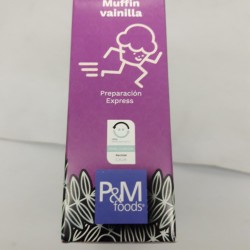 Muffin
vainilla
Preparación
Express
P&M
foods